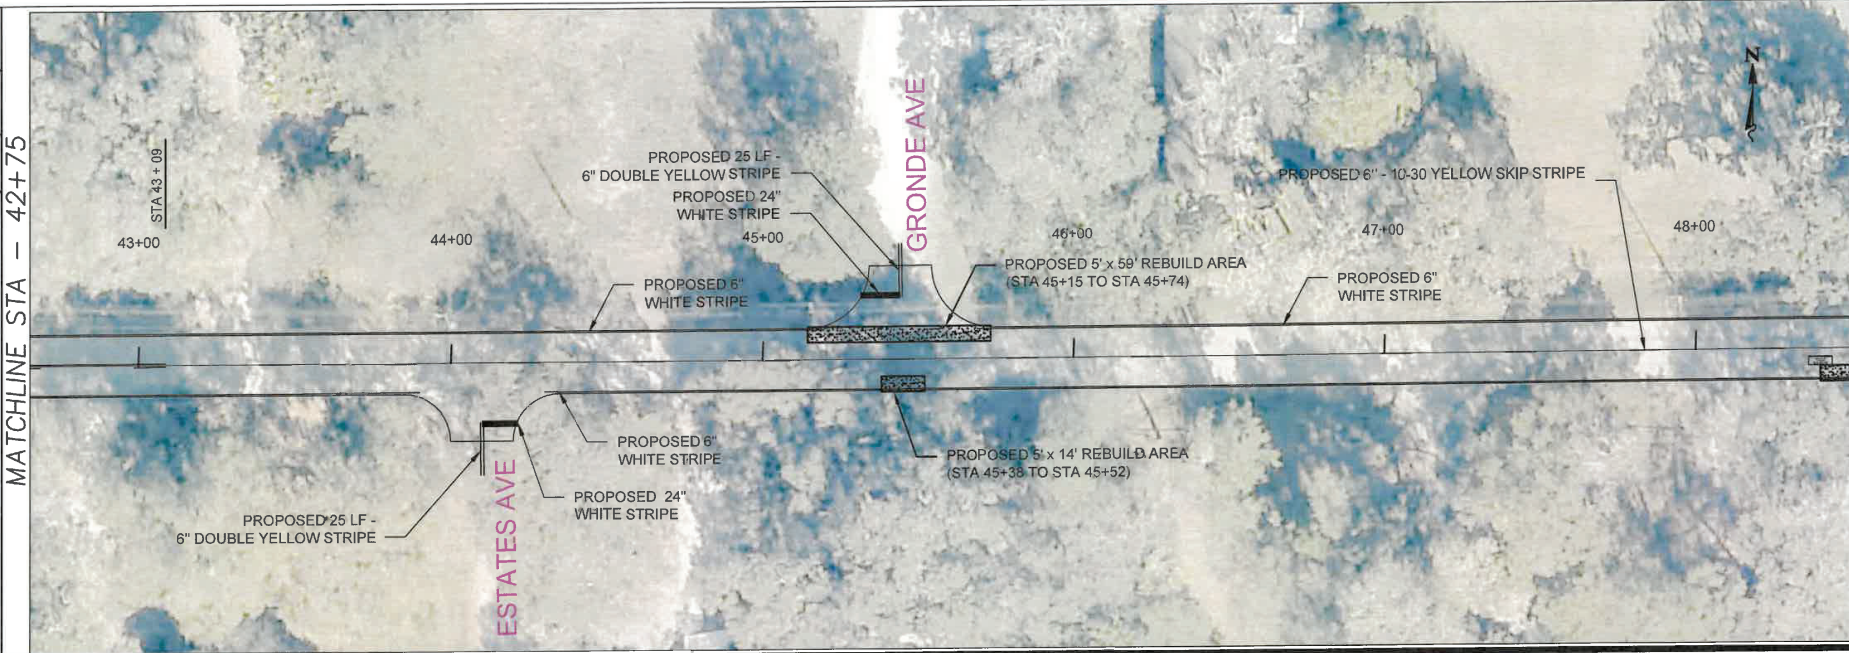 MATCHLINE STA – 42+75
STA 43+09
43+00
44+00
45+00
46+00
47+00
48+00
N
GRONDE AVE
ESTATES AVE
PROPOSED 25 LF -
6" DOUBLE YELLOW STRIPE
PROPOSED 24"
WHITE STRIPE
PROPOSED 6"
WHITE STRIPE
PROPOSED 5' x 59' REBUILD AREA
(STA 45+15 TO STA 45+74)
PROPOSED 6" - 10-30 YELLOW SKIP STRIPE
PROPOSED 6"
WHITE STRIPE
PROPOSED 6"
WHITE STRIPE
PROPOSED 24"
WHITE STRIPE
PROPOSED 25 LF -
6" DOUBLE YELLOW STRIPE
PROPOSED 5' x 14' REBUILD AREA
(STA 45+38 TO STA 45+52)